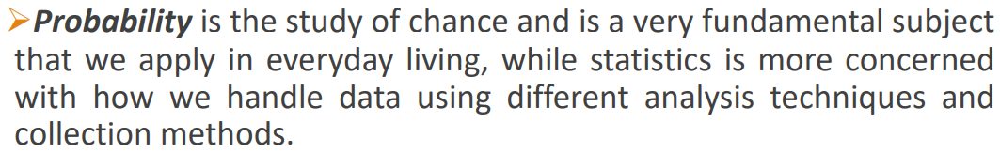 ➢Probability is the study of chance and is a very fundamental subject
that we apply in everyday living, while statistics is more concerned
with how we handle data using different analysis techniques and
collection methods.